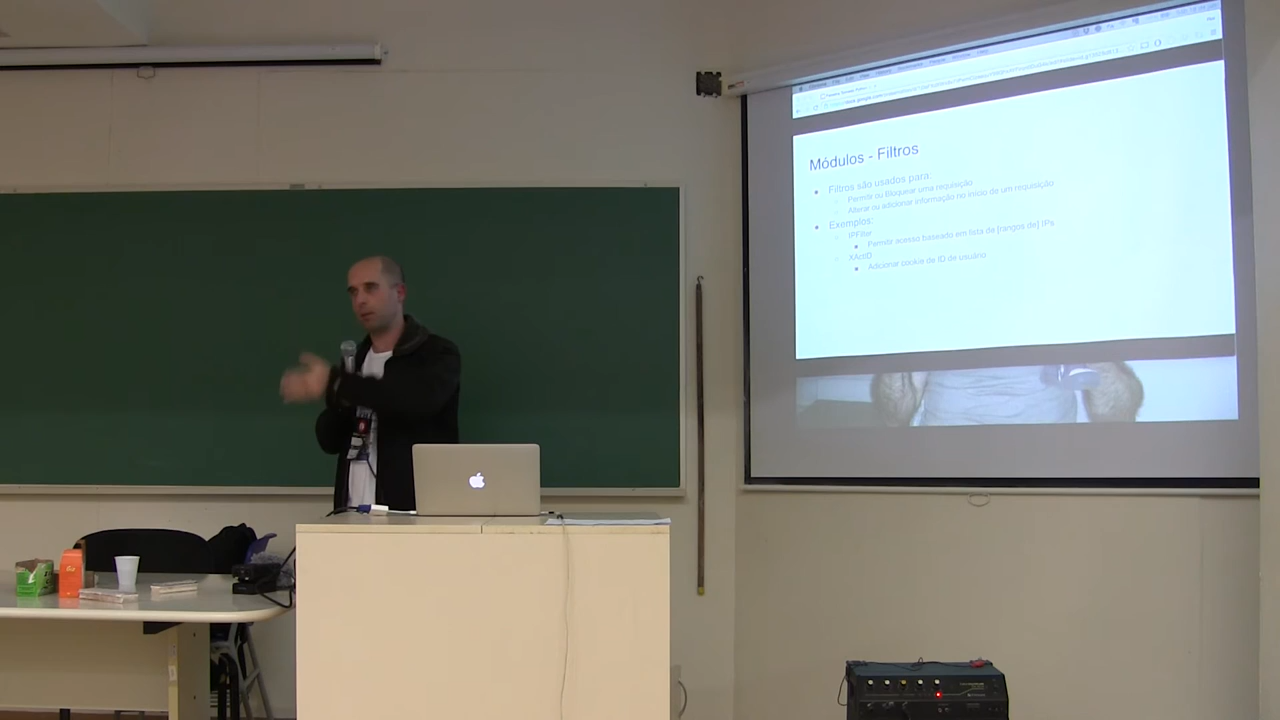 Módulos - Filtros
Filtros são usados para:
Permitir ou Bloquear uma requisição
Alterar ou adicionar informação no início de um requisição
Exemplos:
IPFilter
Permitir acesso baseado em lista de [rangos de] IPs
XActID
Adicionar cookie de ID de usuário